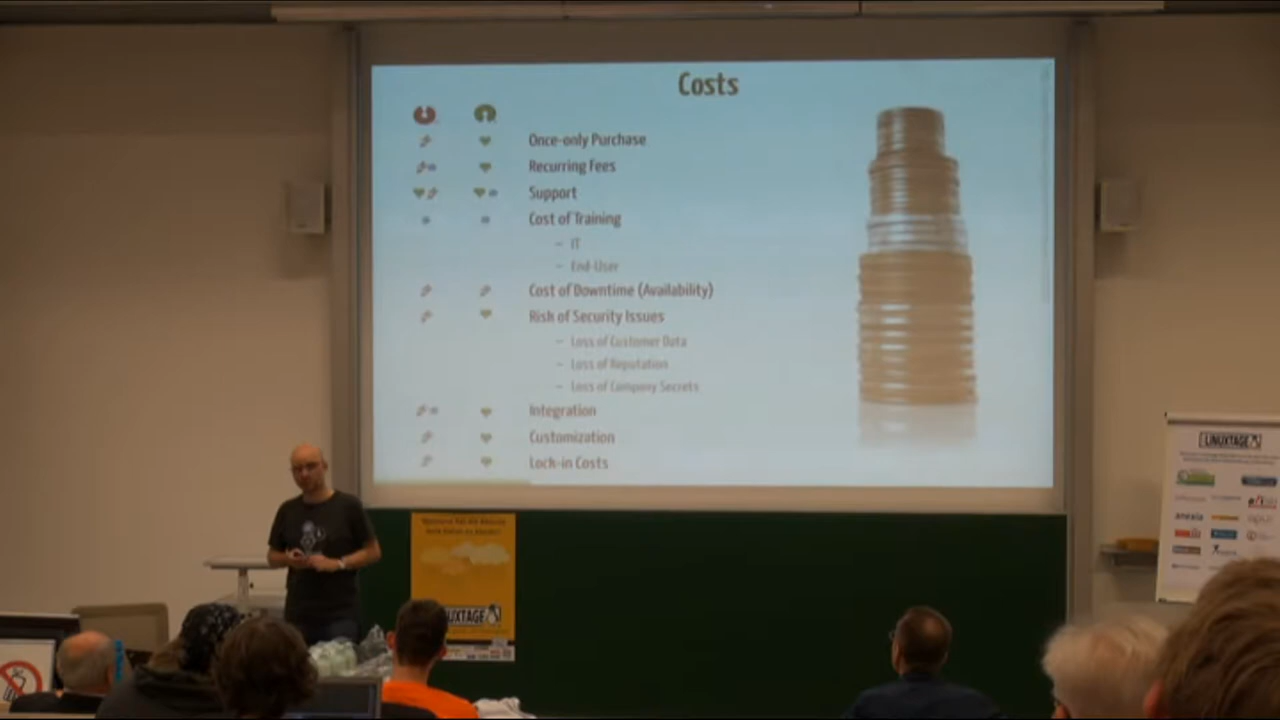 Costs
Once-only Purchase
Recurring Fees
Support
Cost of Training
– IT
– End-User
Cost of Downtime (Availability)
Risk of Security Issues
– Loss of Customer Data
– Loss of Reputation
– Loss of Company Secrets
Integration
Customization
Lock-in Costs
UXTAGE
LINUXTAGE
anexia